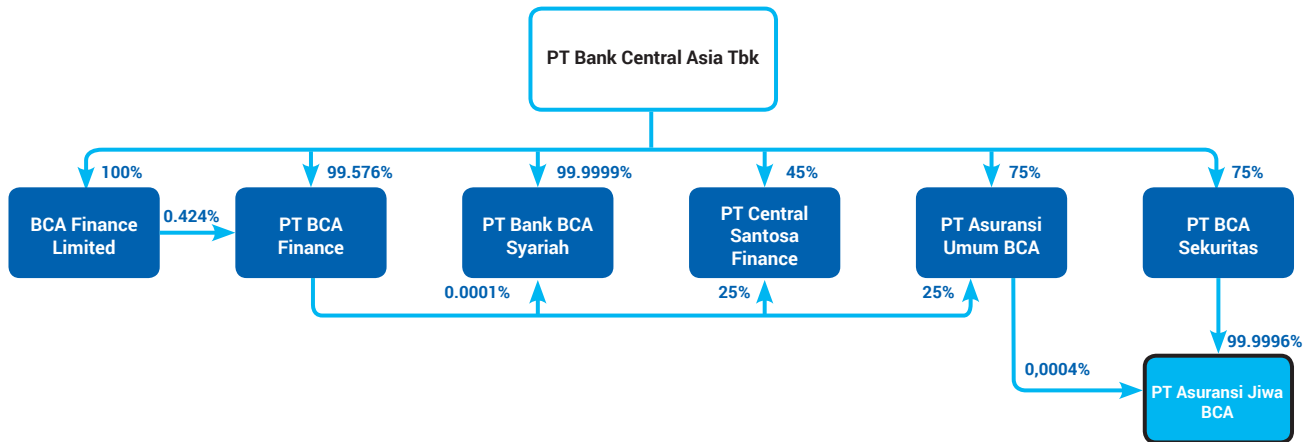 PT Bank Central Asia Tbk
100%
99.576%
99.9999%
45%
75%
75%
BCA Finance
Limited
0.424%
PT BCA
Finance
PT Bank BCA
Syariah
PT Central
Santosa
Finance
PT Asuransi
Umum BCA
PT BCA
Sekuritas
0.0001%
25%
25%
99.9996%
0,0004%
PT Asuransi Jiwa
BCA